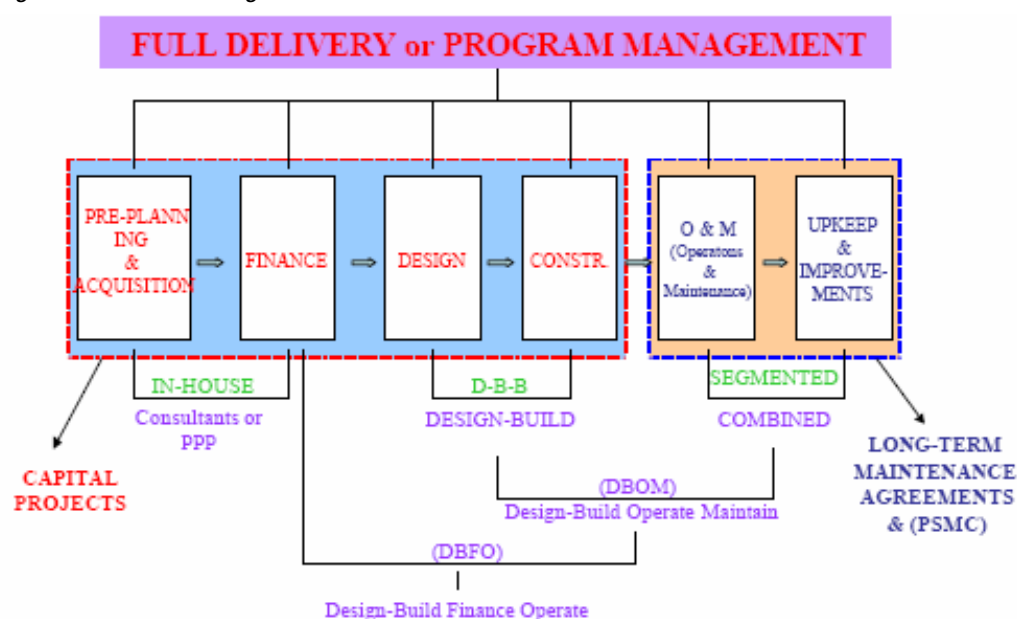 FULL DELIVERY or PROGRAM MANAGEMENT
PRE-PLANN
ING
&
ACQUISITION
FINANCE
DESIGN
CONSTR.
O & M
(Operatons
&
Maintenance)
UPKEEP
&
IMPROVE-
MENTS
IN-HOUSE
Consultants or
PPP
D-B-B
DESIGN-BUILD
SEGMENTED
COMBINED
CAPITAL
PROJECTS
LONG-TERM
MAINTENANCE
AGREEMENTS
& (PSMC)
(DBOM)
Design-Build Operate Maintain
(DBFO)
Design-Build Finance Operate